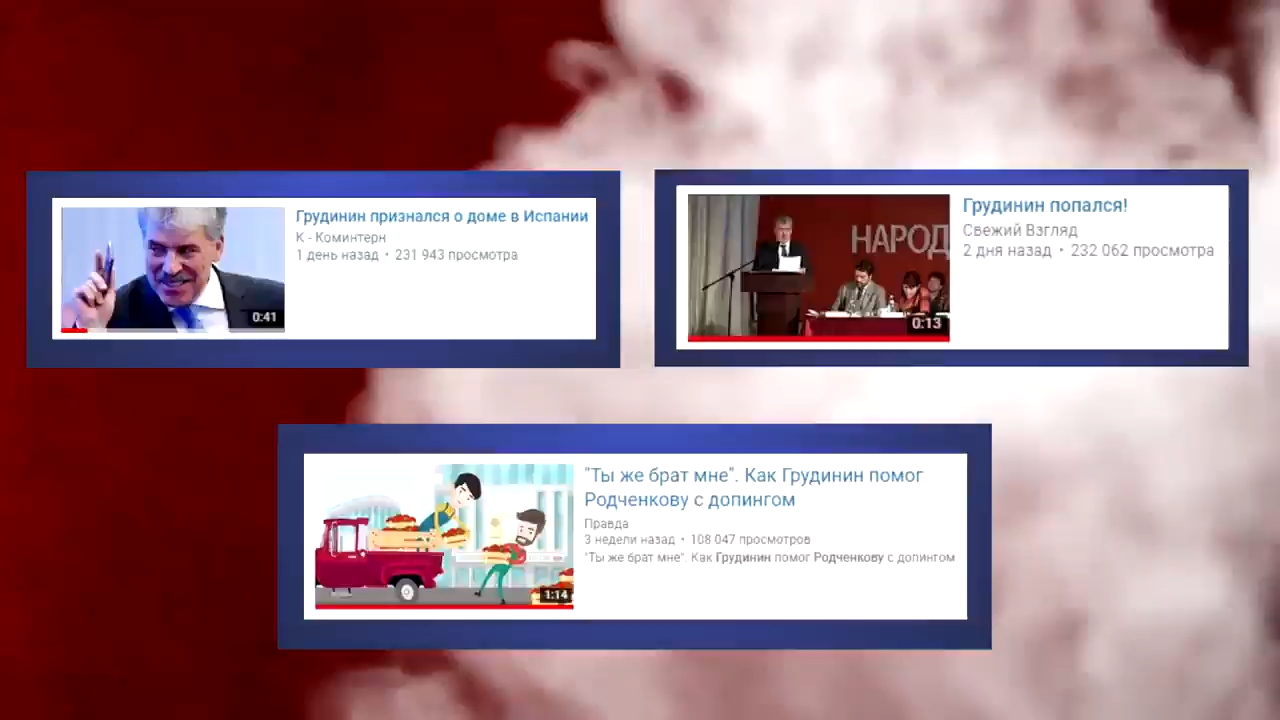 Грудинин признался о доме в Испании
К - Коминтерн
1 день назад • 231 943 просмотра
0:41
Грудинин попался!
Свежий Взгляд
2 дня назад • 232 062 просмотра
НАРОД
0:13
"Ты же брат мне". Как Грудинин помог
Родченкову с допингом
Правда
3 недели назад • 108 047 просмотров
"Ты же брат мне". Как Грудинин помог Родченкову с допингом
1:14